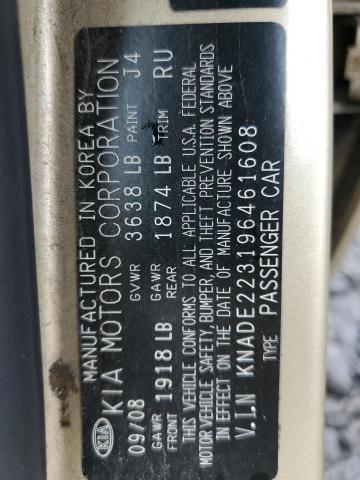 MANUFACTURED IN KOREA BY
KIA KIA MOTORS CORPORATION
09/08 GVWR 3638 LB PAINT J4
GAWR FRONT 1918 LB GAWR REAR 1874 LB TRIM RU
THIS VEHICLE CONFORMS TO ALL APPLICABLE U.S.A. FEDERAL
MOTOR VEHICLE SAFETY, BUMPER, AND THEFT PREVENTION STANDARDS
IN EFFECT ON THE DATE OF MANUFACTURE SHOWN ABOVE
V.I.N KNADE223196461608
TYPE PASSENGER CAR